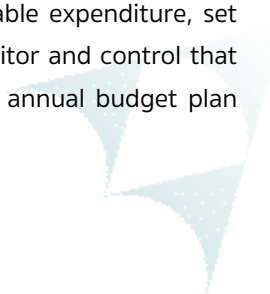 able expenditure, set
itor and control that
annual budget plan